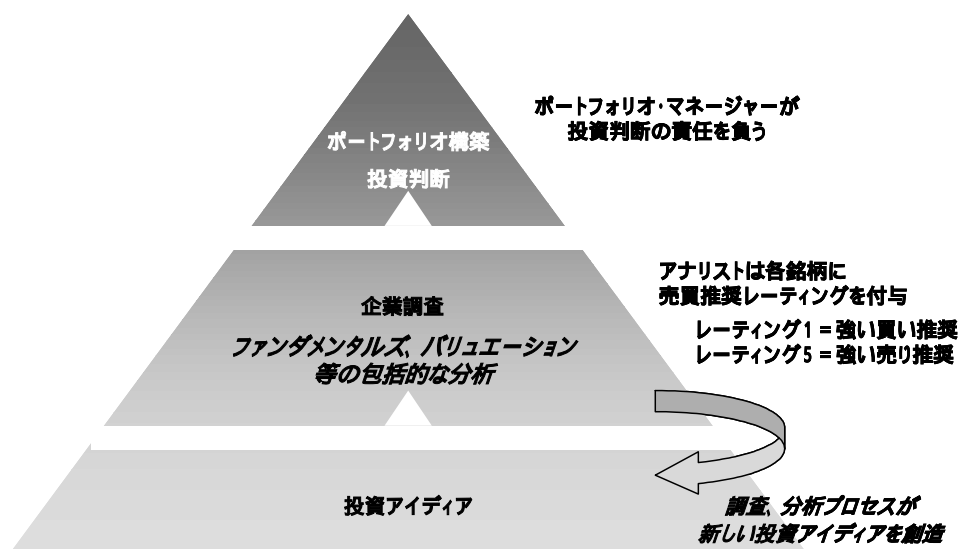 ポートフォリオ・マネージャーが
投資判断の責任を負う
ポートフォリオ構築
投資判断
アナリストは各銘柄に
売買推奨レーティングを付与
レーティング1=強い買い推奨
レーティング5=強い売り推奨
企業調査
ファンダメンタルズ、バリュエーション
等の包括的な分析
投資アイディア
調査、分析プロセスが
新しい投資アイディアを創造